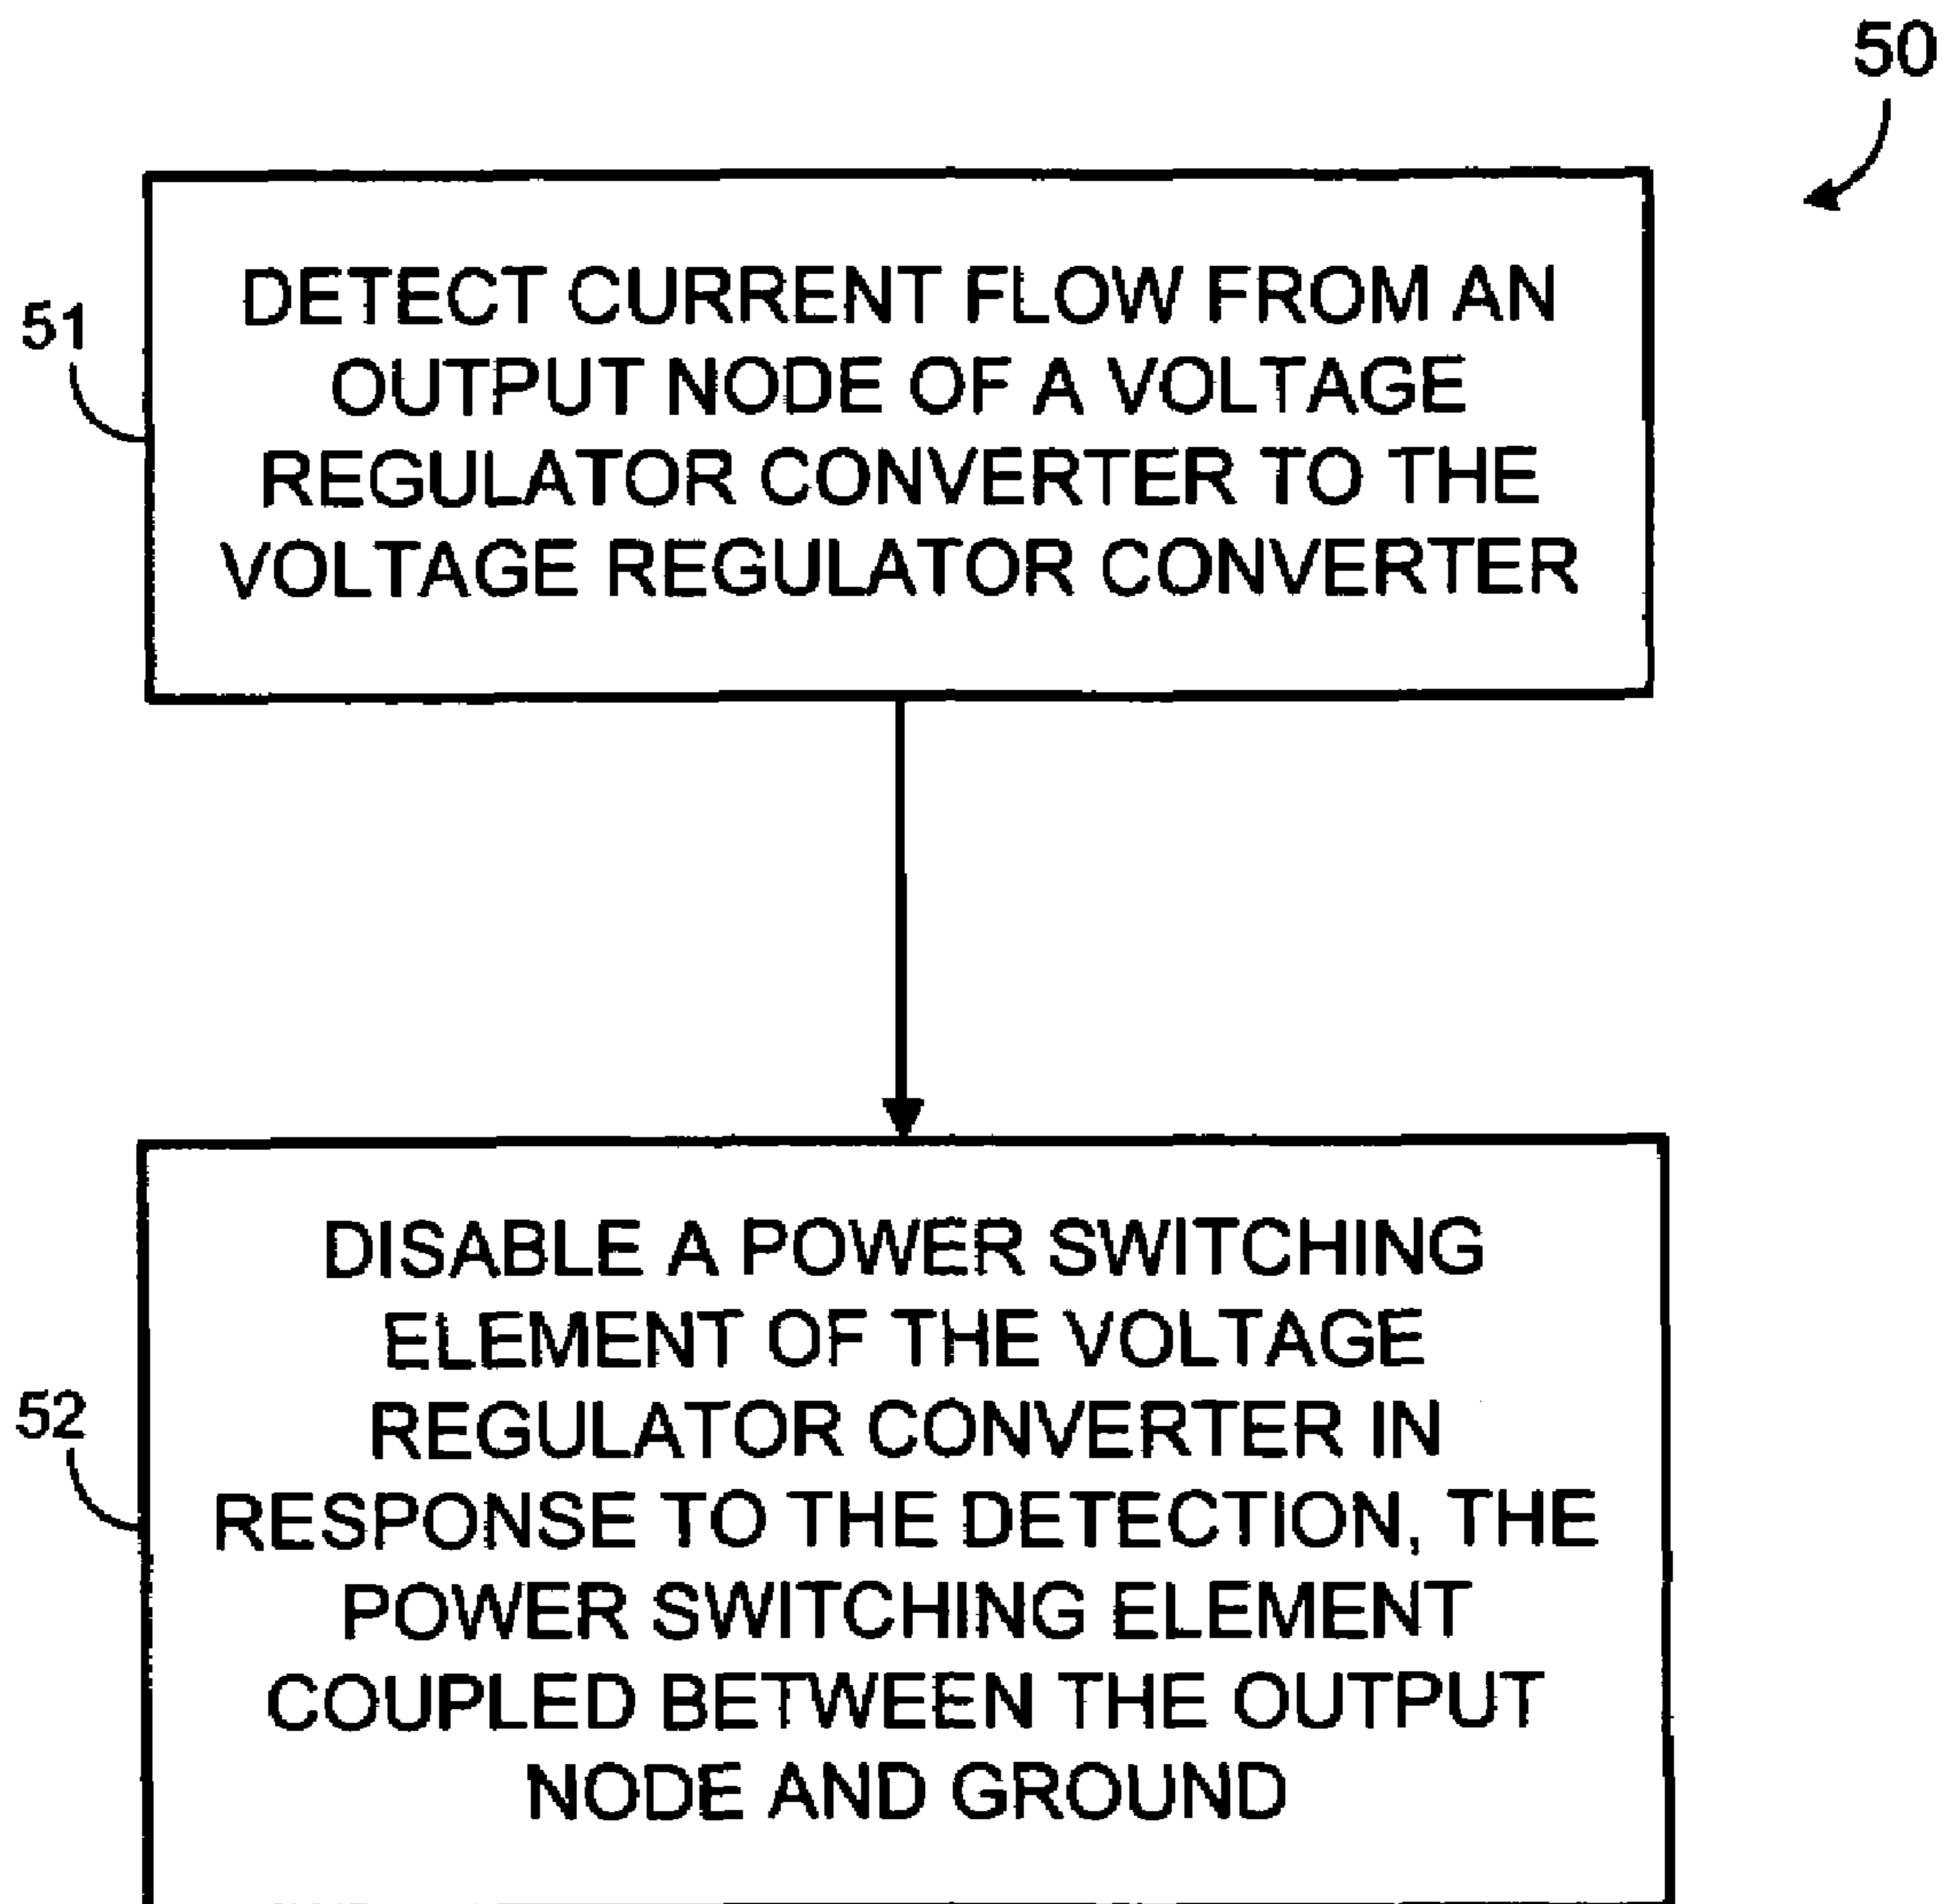 50
51
DETECT CURRENT FLOW FROM AN
OUTPUT NODE OF A VOLTAGE
REGULATOR CONVERTER TO THE
VOLTAGE REGULATOR CONVERTER
52
DISABLE A POWER SWITCHING
ELEMENT OF THE VOLTAGE
REGULATOR CONVERTER IN
RESPONSE TO THE DETECTION, THE
POWER SWITCHING ELEMENT
COUPLED BETWEEN THE OUTPUT
NODE AND GROUND